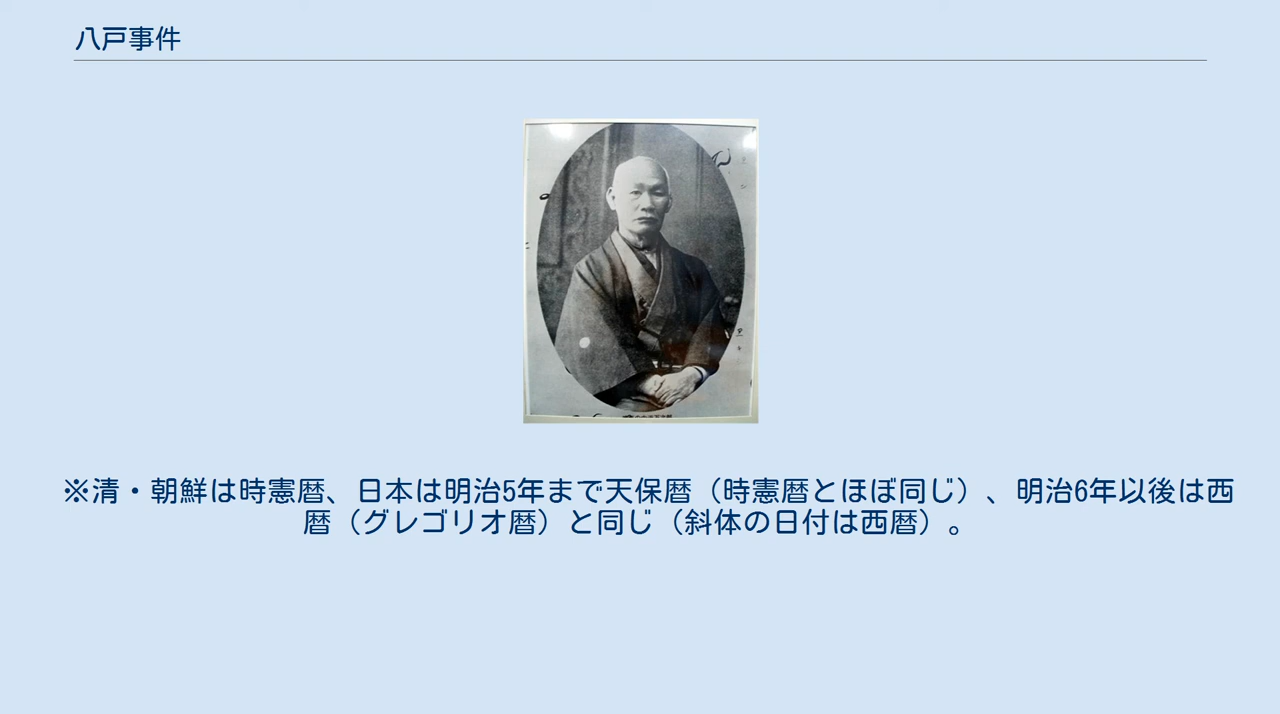 八戸事件
※清・朝鮮は時憲暦、日本は明治5年まで天保暦（時憲暦とほぼ同じ）、明治6年以後は西
暦（グレゴリオ暦）と同じ（斜体の日付は西暦）。